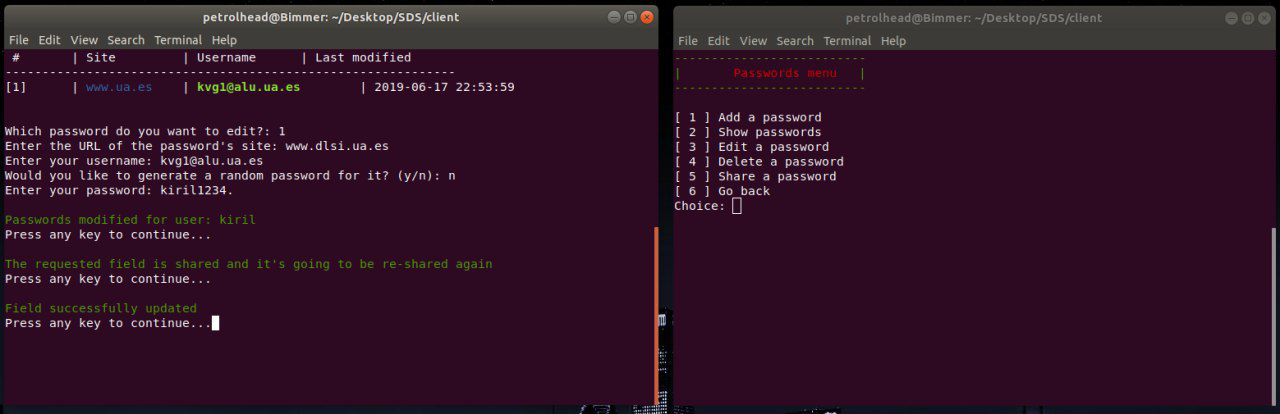 petrolhead@Bimmer: ~/Desktop/SDS/client
File Edit View Search Terminal Help
# | Site | Username | Last modified
------------------------------------------------------------
[1] | www.ua.es | kvg1@alu.ua.es | 2019-06-17 22:53:59
Which password do you want to edit?: 1
Enter the URL of the password's site: www.dlsi.ua.es
Enter your username: kvg1@alu.ua.es
Would you like to generate a random password for it? (y/n): n
Enter your password: kiril1234.
Passwords modified for user: kiril
Press any key to continue...
The requested field is shared and it's going to be re-shared again
Press any key to continue...
Field successfully updated
Press any key to continue...
petrolhead@Bimmer: ~/Desktop/SDS/client
File Edit View Search Terminal Help
--------------------------
| Passwords menu |
--------------------------
[ 1 ] Add a password
[ 2 ] Show passwords
[ 3 ] Edit a password
[ 4 ] Delete a password
[ 5 ] Share a password
[ 6 ] Go back
Choice: